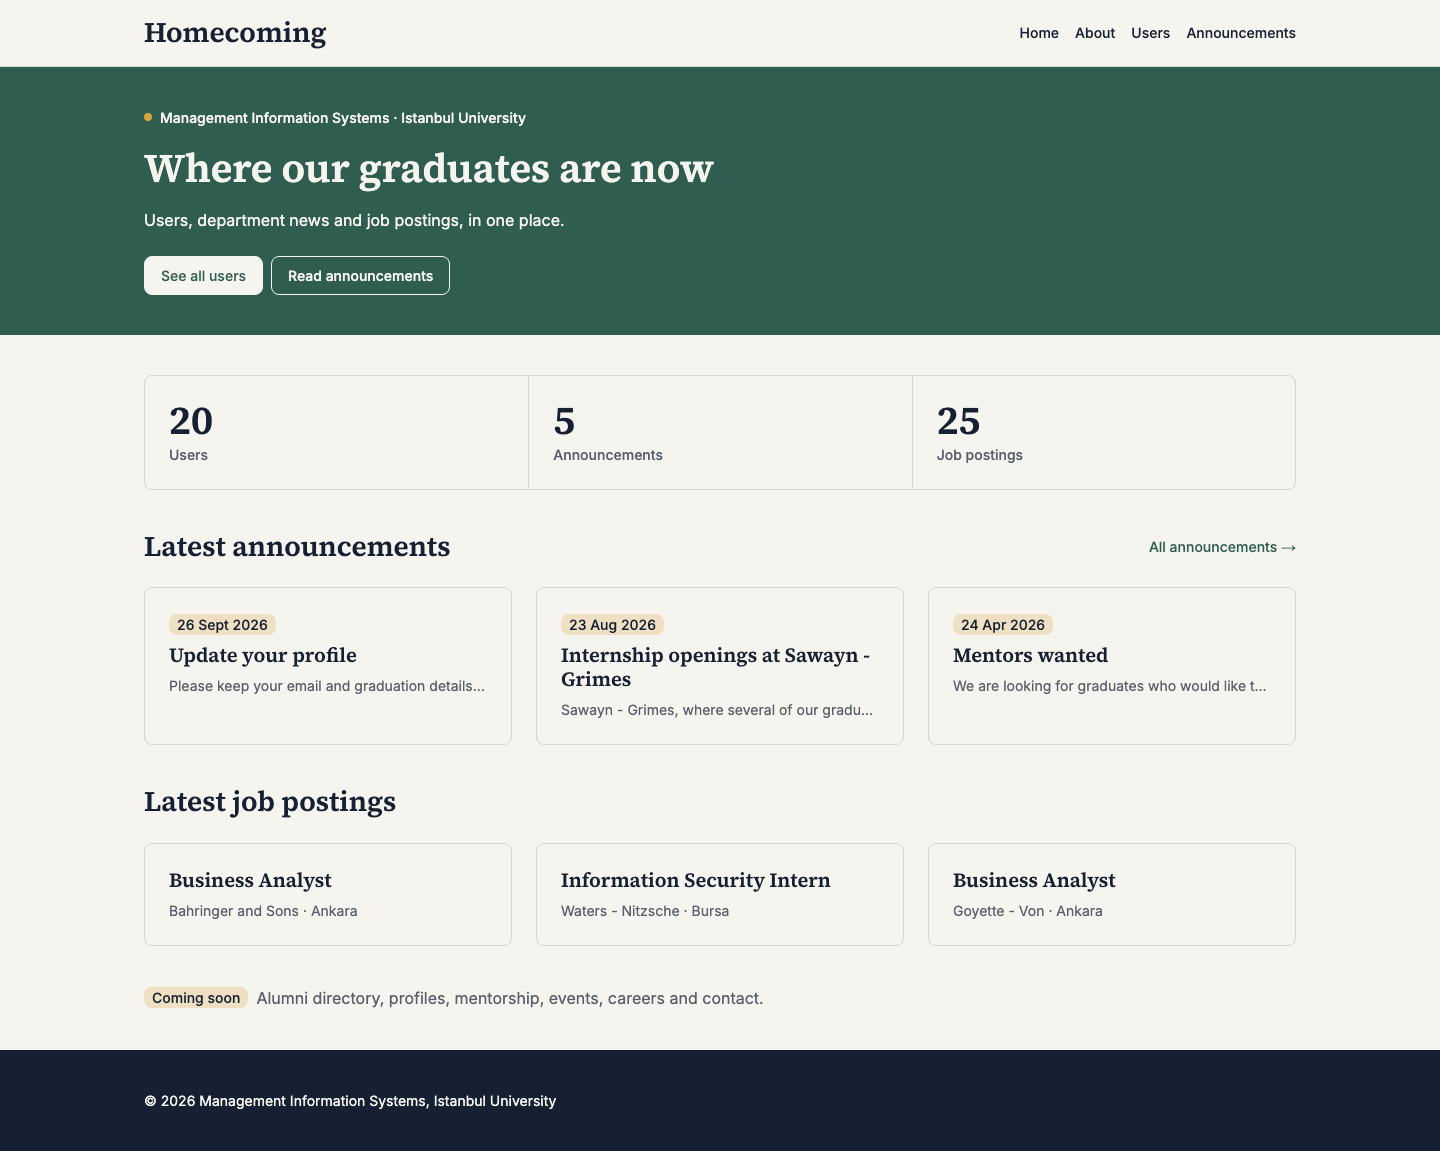 Homecoming
Home About Users Announcements
Management Information Systems · Istanbul University
Where our graduates are now
Users, department news and job postings, in one place.
See all users Read announcements
20 5 25
Users Announcements Job postings
Latest announcements All announcements →
26 Sept 2026
Update your profile
Please keep your email and graduation details...
23 Aug 2026
Internship openings at Sawayn -
Grimes
Sawayn - Grimes, where several of our gradu...
24 Apr 2026
Mentors wanted
We are looking for graduates who would like t...
Latest job postings
Business Analyst
Bahringer and Sons · Ankara
Information Security Intern
Waters - Nitzsche · Bursa
Business Analyst
Goyette - Von · Ankara
Coming soon Alumni directory, profiles, mentorship, events, careers and contact.
© 2026 Management Information Systems, Istanbul University